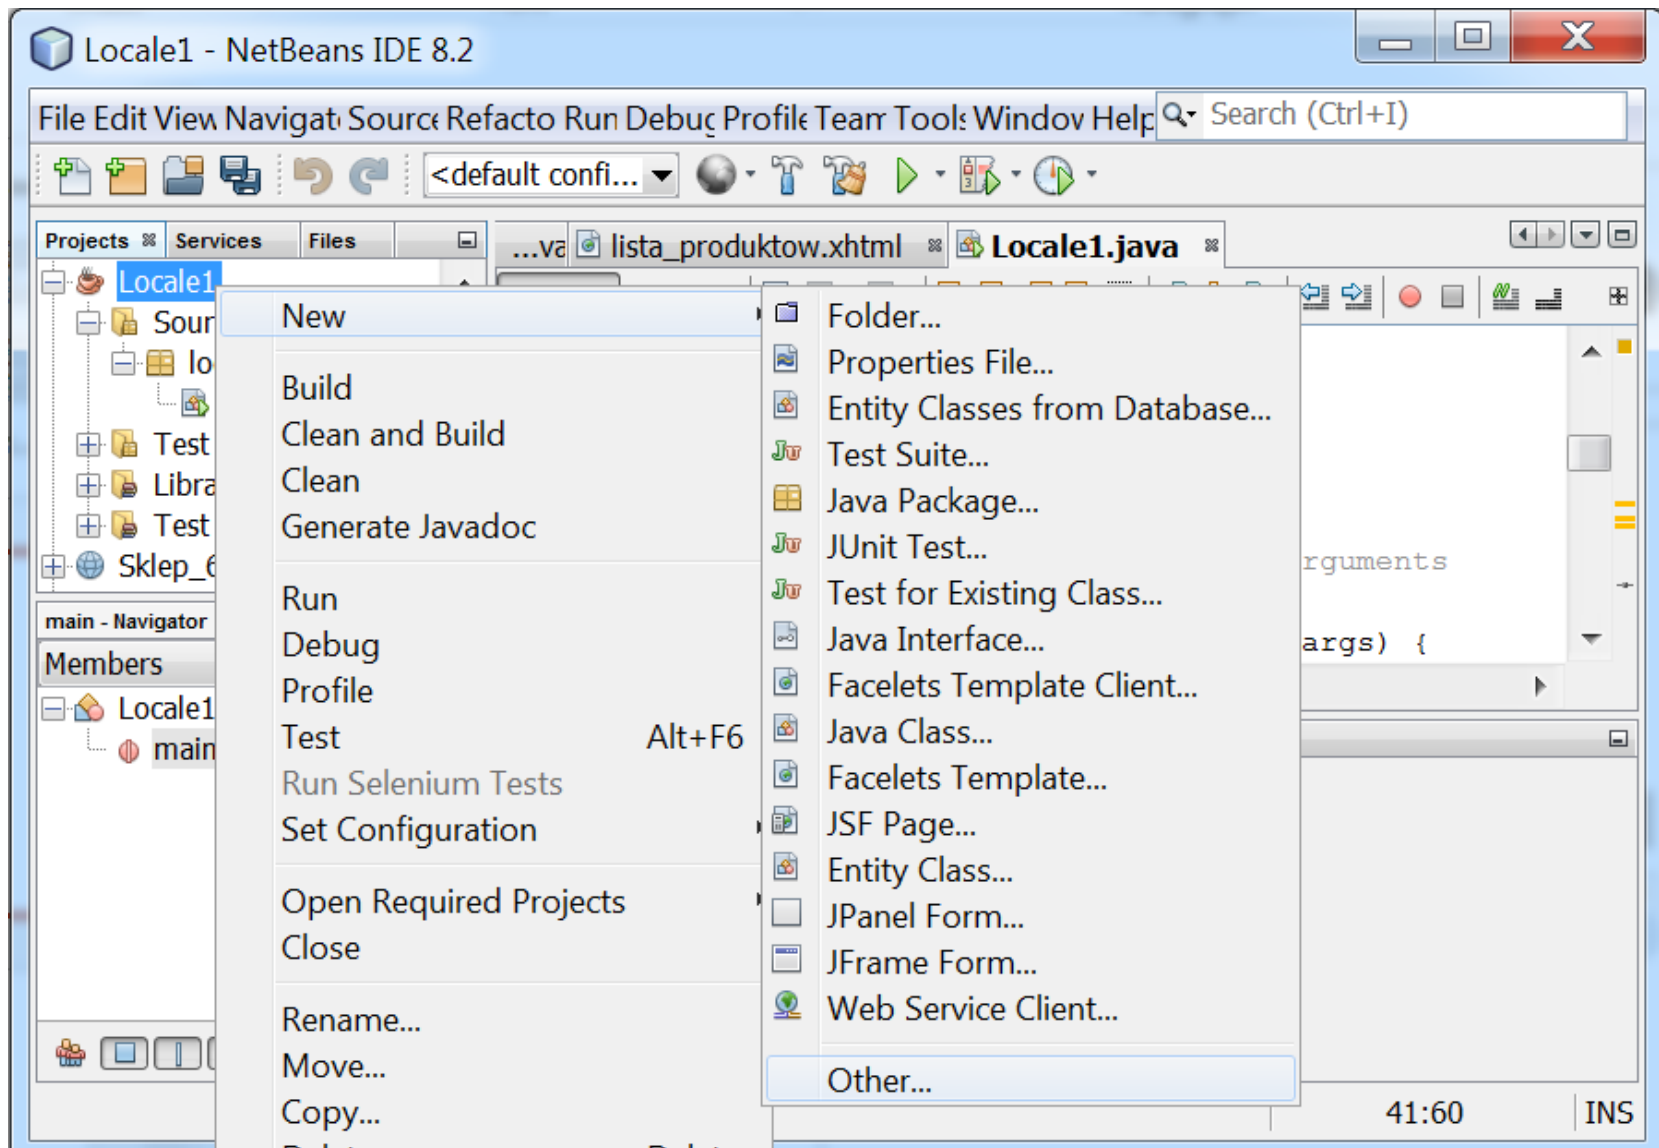 Locale1 - NetBeans IDE 8.2
File Edit View Navigat Source Refacto Run Debug Profile Team Tools Window Help Search (Ctrl+I)
<default confi...
Projects Services Files
...va lista_produktow.xhtml Locale1.java
Locale1
Sour
lo
Test
Libra
Test
Sklep_6
main - Navigator
Members
Locale1
main
New
Build
Clean and Build
Clean
Generate Javadoc
Run
Debug
Profile
Test Alt+F6
Run Selenium Tests
Set Configuration
Open Required Projects
Close
Rename...
Move...
Copy...
Folder...
Properties File...
Entity Classes from Database...
Test Suite...
Java Package...
JUnit Test...
Test for Existing Class...
Java Interface...
Facelets Template Client...
Java Class...
Facelets Template...
JSF Page...
Entity Class...
JPanel Form...
JFrame Form...
Web Service Client...
Other...
rguments
args) {
41:60 INS